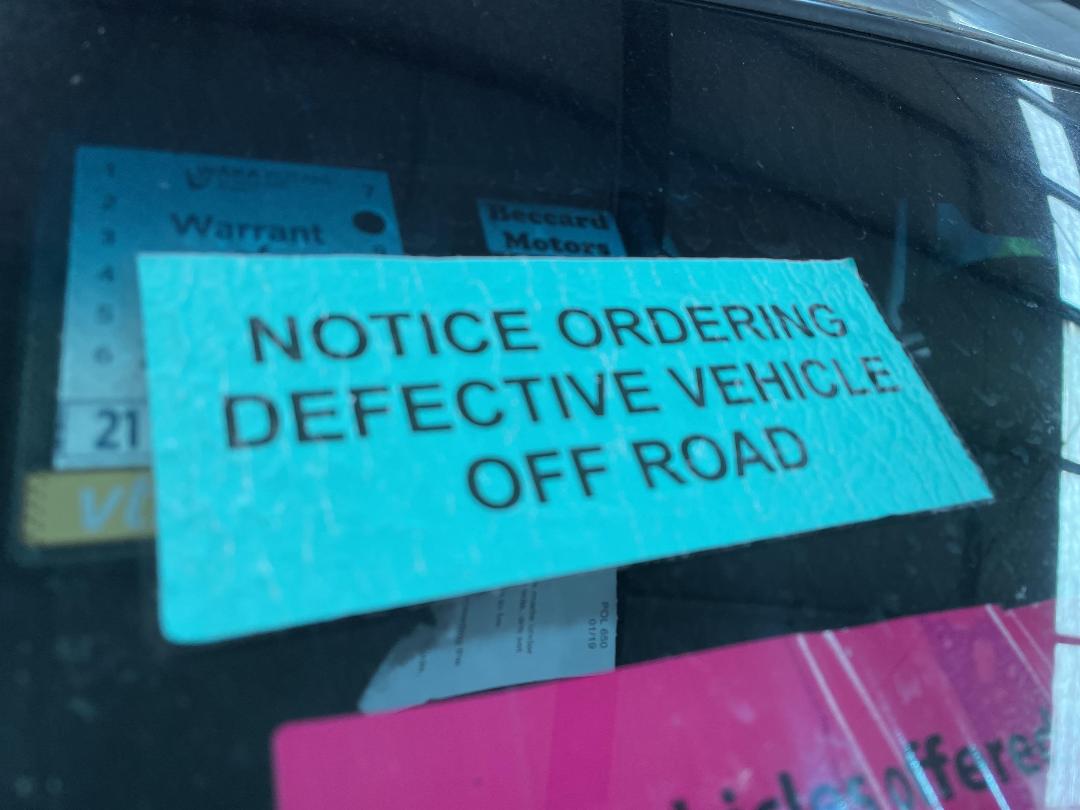 1
2
3
4
5
6
7
WAKA
Warrant
21
Beccard
Motors
NOTICE ORDERING
DEFECTIVE VEHICLE
OFF ROAD
POL 650
01/19
offered